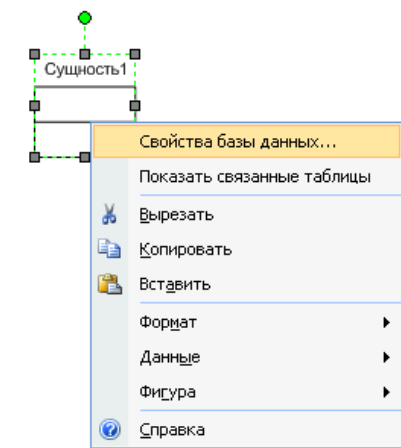 Сущность1
Свойства базы данных...
Показать связанные таблицы
Вырезать
Копировать
Вставить
Формат
Данные
Фигура
Справка